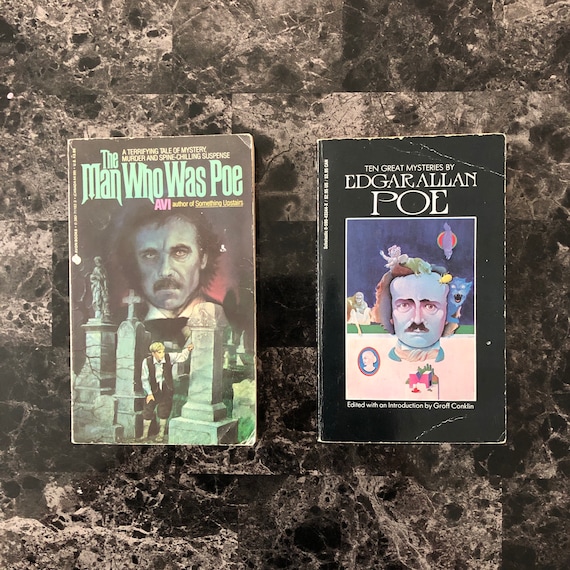 A TERRIFYING TALE OF MYSTERY,
MURDER AND SPINE-CHILLING SUSPENSE
The
Man Who Was Poe
AVI author of Something Upstairs
TEN GREAT MYSTERIES BY
EDGAR ALLAN
POE
Edited with an Introduction by Groff Conklin